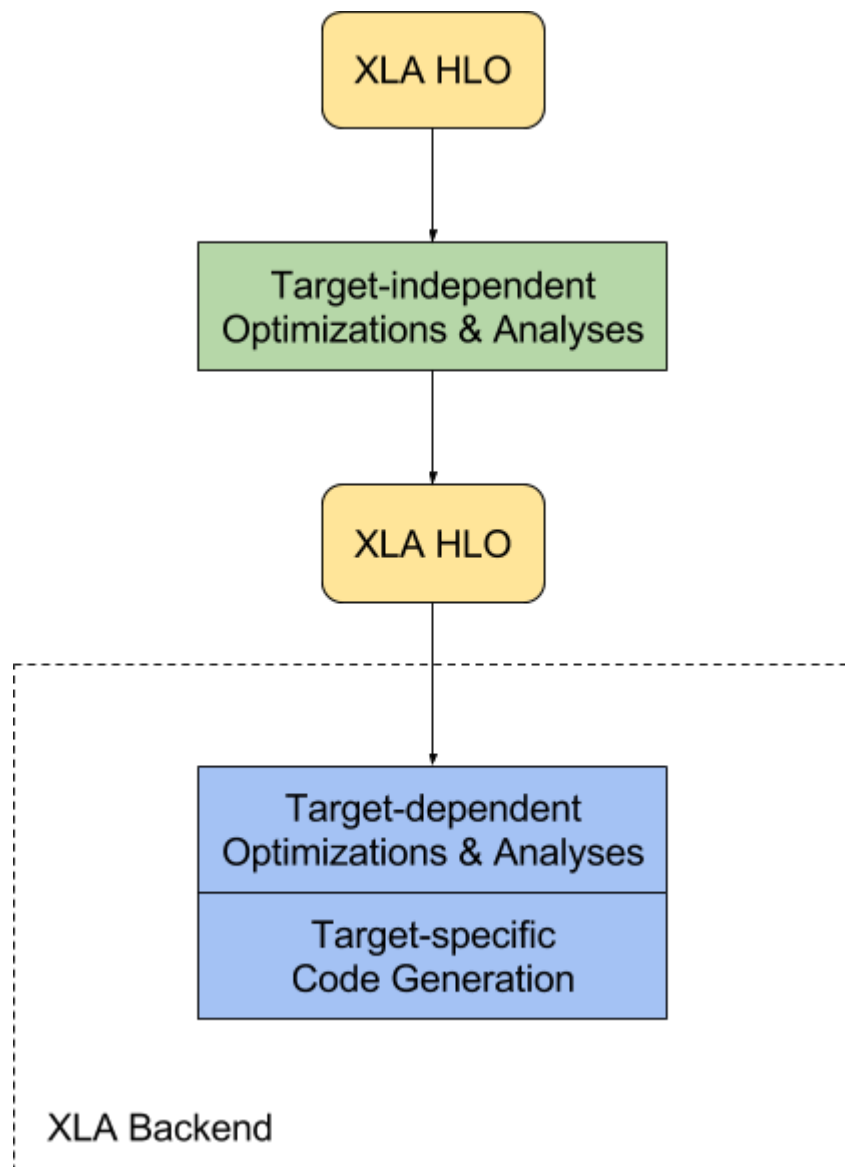 XLA HLO
Target-independent
Optimizations & Analyses
XLA HLO
Target-dependent
Optimizations & Analyses
Target-specific
Code Generation
XLA Backend